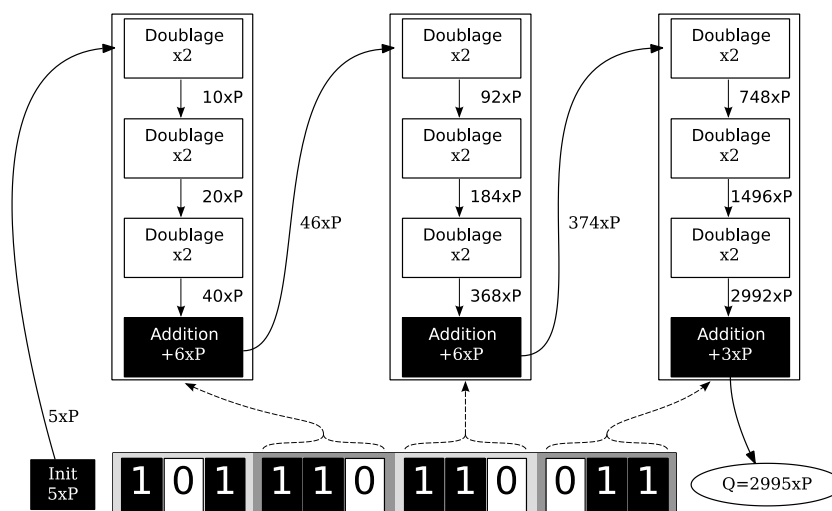 Doublage
x2
10xP
Doublage
x2
20xP
Doublage
x2
40xP
Addition
+6xP
46xP
Doublage
x2
92xP
Doublage
x2
184xP
Doublage
x2
368xP
Addition
+6xP
374xP
Doublage
x2
748xP
Doublage
x2
1496xP
Doublage
x2
2992xP
Addition
+3xP
5xP
Init
5xP
1 0 1 1 1 0 1 1 0 0 1 1
Q=2995xP